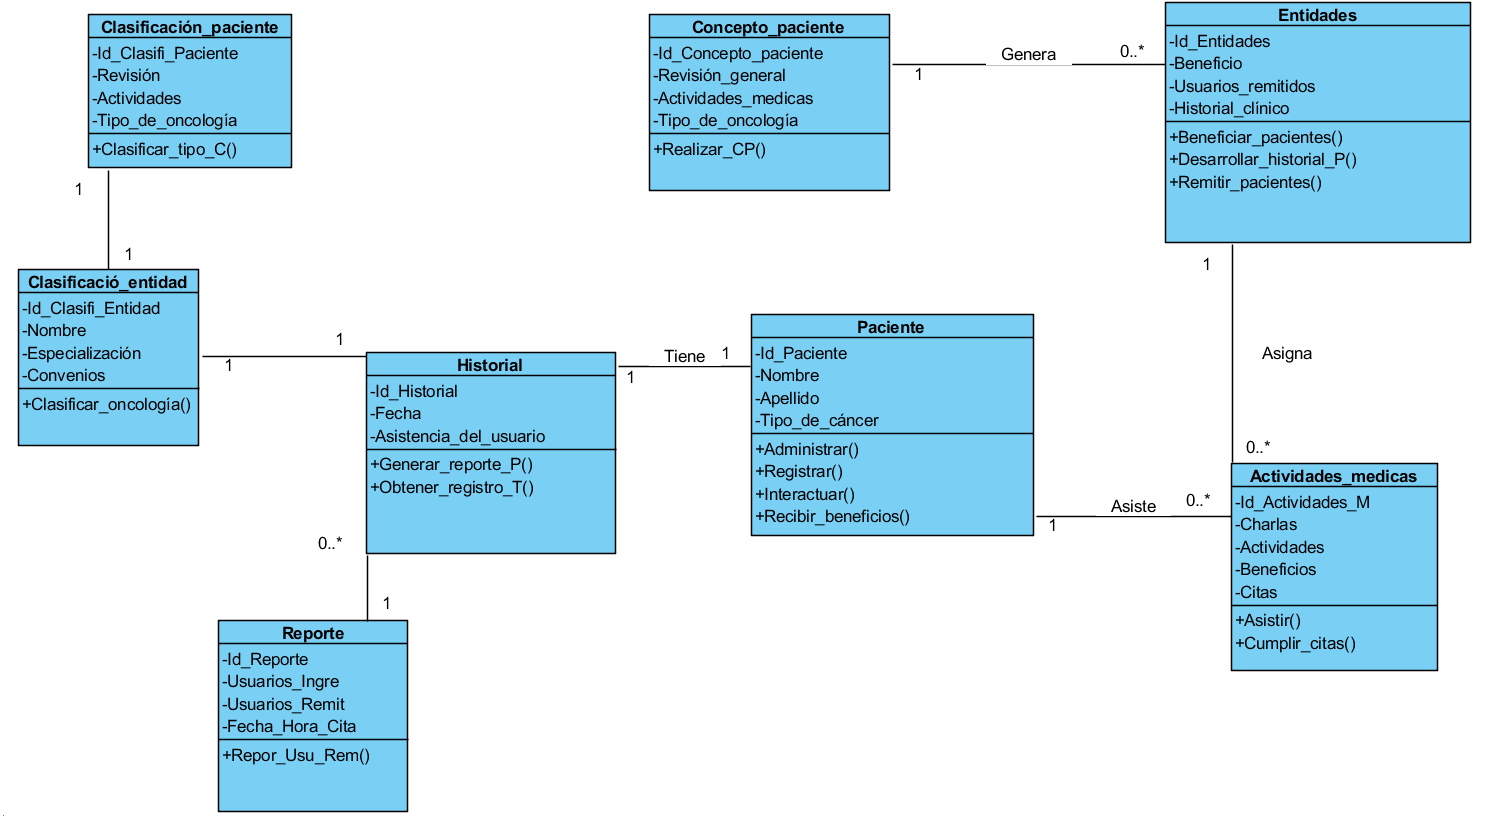 Clasificación_paciente
-Id_Clasifi_Paciente
-Revisión
-Actividades
-Tipo_de_oncología
+Clasificar_tipo_C()
Concepto_paciente
-Id_Concepto_paciente
-Revisión_general
-Actividades_medicas
-Tipo_de_oncología
+Realizar_CP()
1
Genera
0..*
Entidades
-Id_Entidades
-Beneficio
-Usuarios_remitidos
-Historial_clínico
+Beneficiar_pacientes()
+Desarrollar_historial_P()
+Remitir_pacientes()
1
1
Clasificació_entidad
-Id_Clasifi_Entidad
-Nombre
-Especialización
-Convenios
+Clasificar_oncología()
1
1
Historial
-Id_Historial
-Fecha
-Asistencia_del_usuario
+Generar_reporte_P()
+Obtener_registro_T()
1
Tiene
1
Paciente
-Id_Paciente
-Nombre
-Apellido
-Tipo_de_cáncer
+Administrar()
+Registrar()
+Interactuar()
+Recibir_beneficios()
1
Asigna
0..*
1
Asiste
0..*
Actividades_medicas
-Id_Actividades_M
-Charlas
-Actividades
-Beneficios
-Citas
+Asistir()
+Cumplir_citas()
0..*
1
Reporte
-Id_Reporte
-Usuarios_Ingre
-Usuarios_Remit
-Fecha_Hora_Cita
+Repor_Usu_Rem()